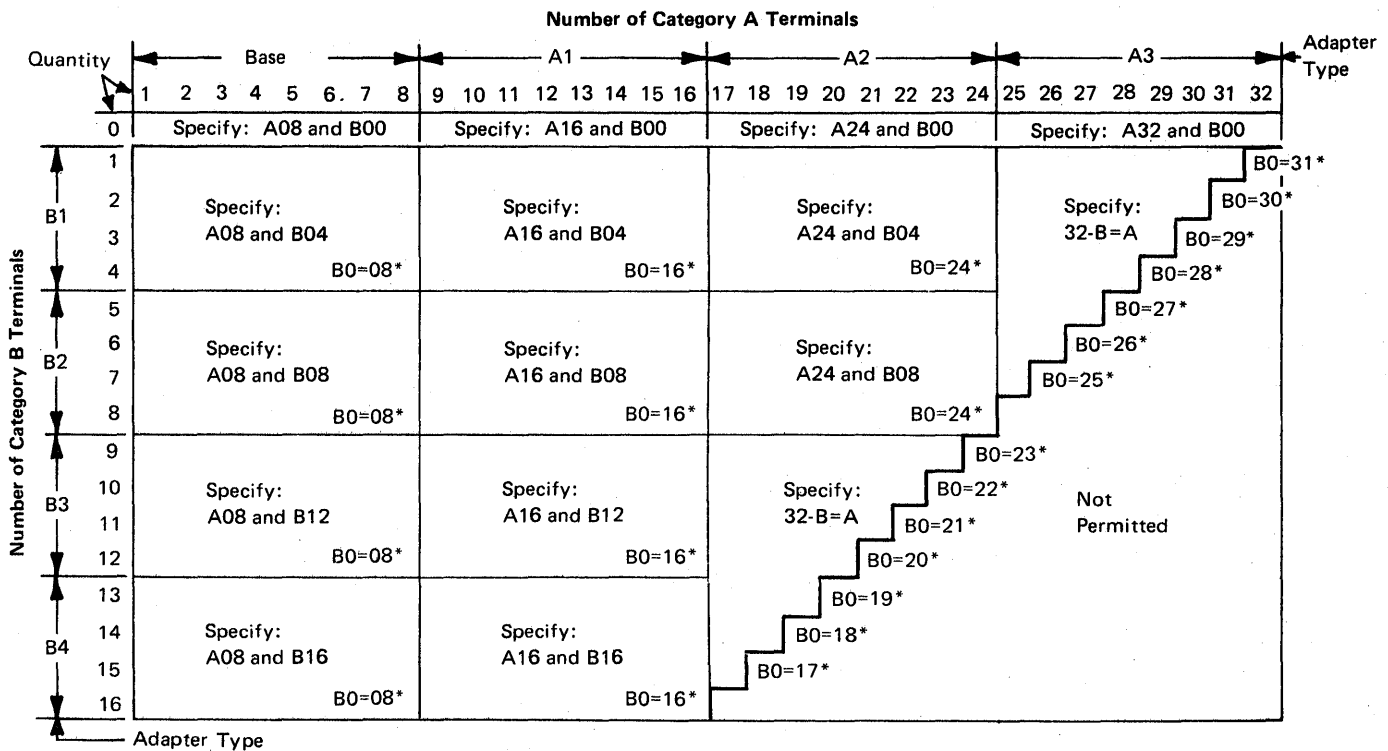 Number of Category A Terminals
Quantity Base A1 A2 A3 Adapter Type
1 2 3 4 5 6. 7 8 9 10 11 12 13 14 15 16 17 18 19 20 21 22 23 24 25 26 27 28 29 30 31 32
0 Specify: A08 and B00 Specify: A16 and B00 Specify: A24 and B00 Specify: A32 and B00
Number of Category B Terminals
B1
1
2
3
4
Specify:
A08 and B04
B0=08*
Specify:
A16 and B04
B0=16*
Specify:
A24 and B04
B0=24*
Specify:
32-B=A
B0=31*
B0=30*
B0=29*
B0=28*
B2
5
6
7
8
Specify:
A08 and B08
B0=08*
Specify:
A16 and B08
B0=16*
Specify:
A24 and B08
B0=24*
B0=27*
B0=26*
B0=25*
B3
9
10
11
12
Specify:
A08 and B12
B0=08*
Specify:
A16 and B12
B0=16*
Specify:
32-B=A
B0=23*
B0=22*
B0=21*
B0=20*
Not
Permitted
B4
13
14
15
16
Specify:
A08 and B16
B0=08*
Specify:
A16 and B16
B0=16*
B0=19*
B0=18*
B0=17*
Adapter Type